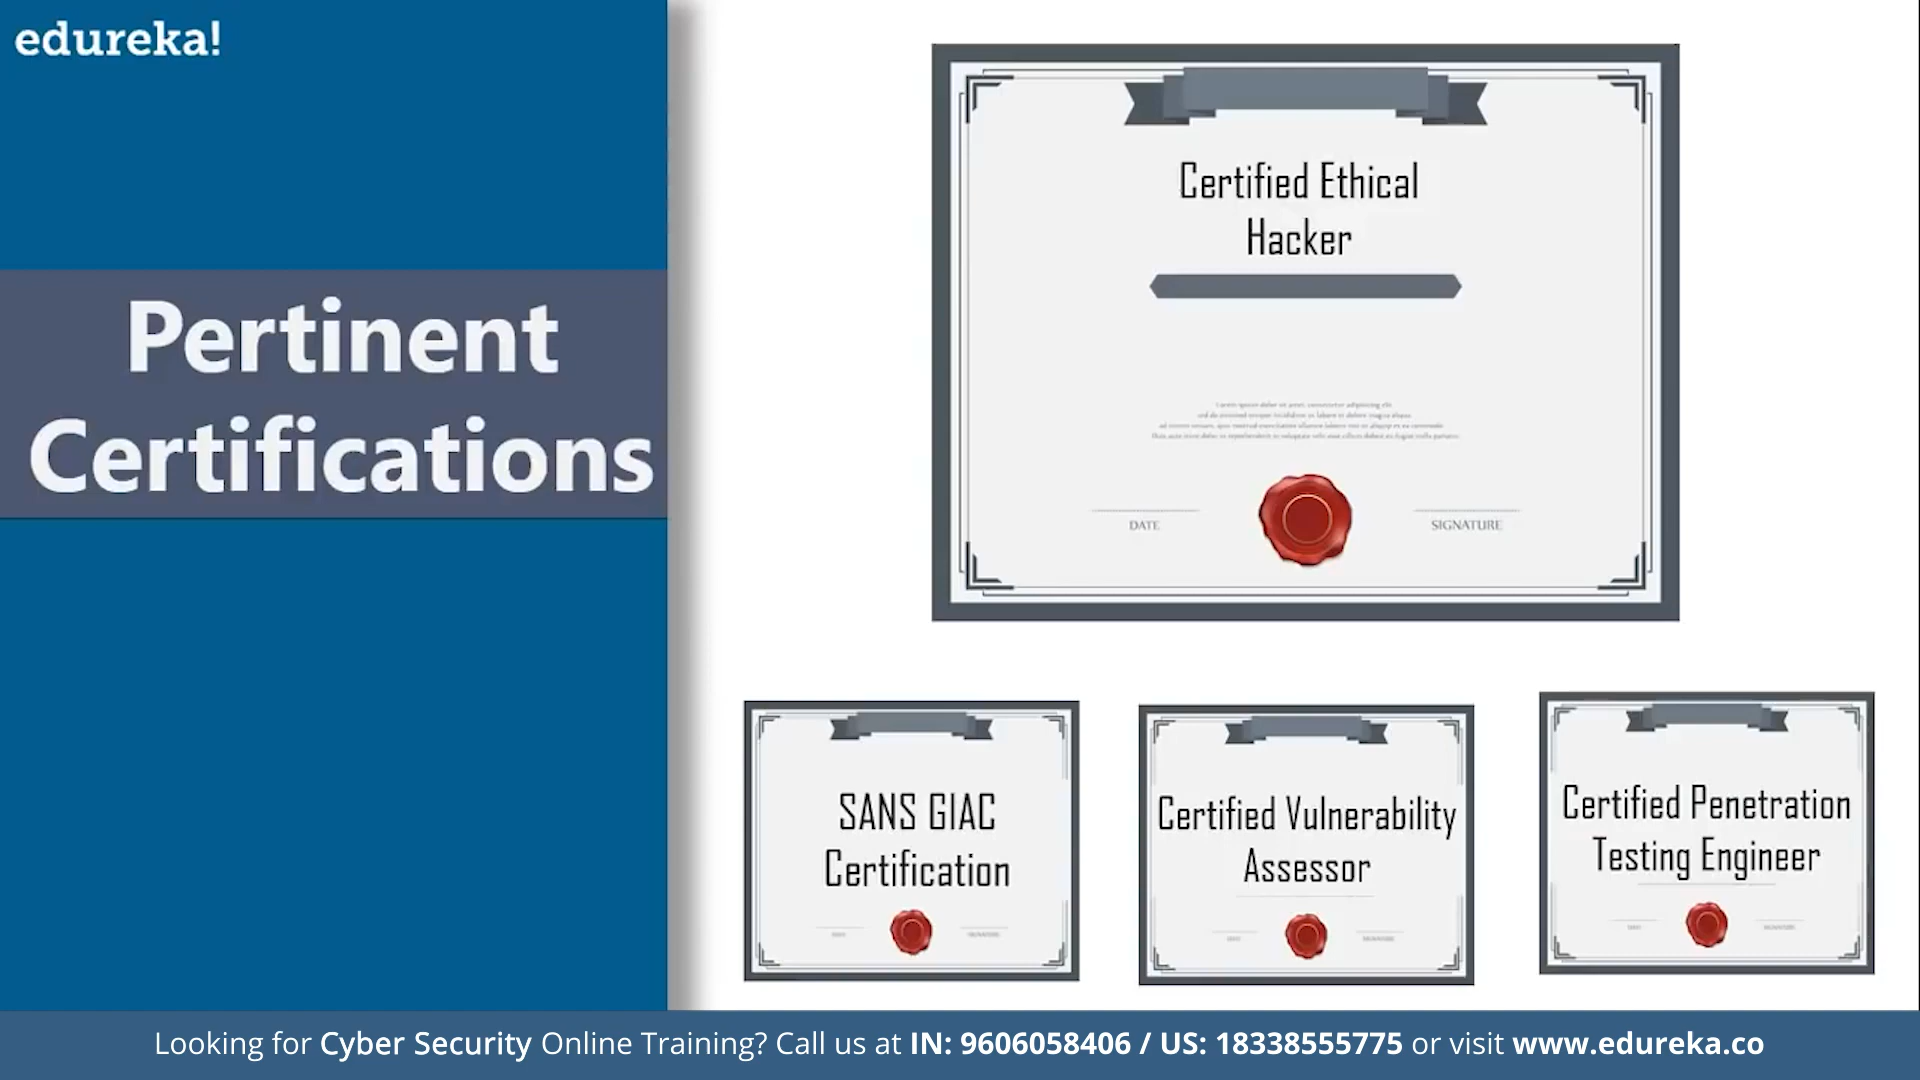 edureka!
Pertinent
Certifications
Certified Ethical
Hacker
DATE
SIGNATURE
SANS GIAC
Certification
Certified Vulnerability
Assessor
Certified Penetration
Testing Engineer
Looking for Cyber Security Online Training? Call us at IN: 9606058406 / US: 18338555775 or visit www.edureka.co